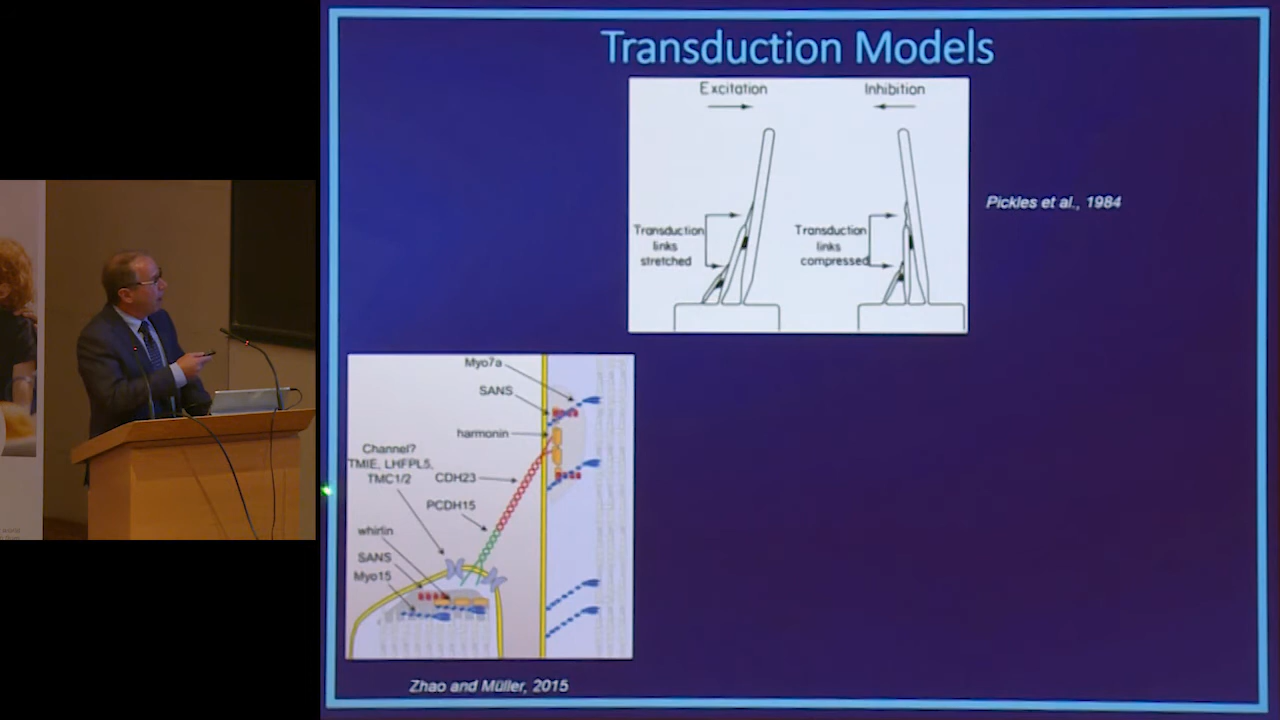 Transduction Models
Excitation
Inhibition
Transduction
links
stretched
Transduction
links
compressed
Pickles et al., 1984
Myo7a
SANS
harmonin
Channel?
TMIE, LHFPL5,
TMC1/2
CDH23
PCDH15
whirlin
SANS
Myo15
Zhao and Müller, 2015